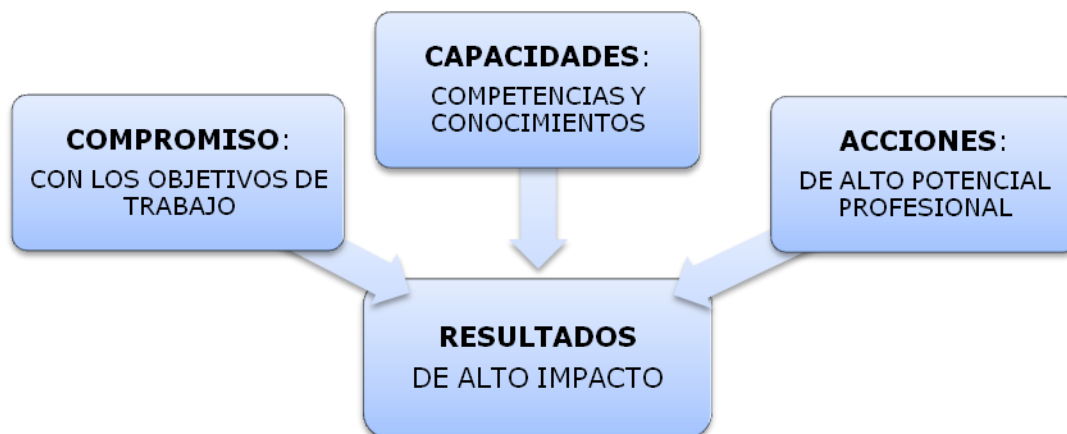 COMPROMISO:
CON LOS OBJETIVOS DE
TRABAJO
CAPACIDADES:
COMPETENCIAS Y
CONOCIMIENTOS
ACCIONES:
DE ALTO POTENCIAL
PROFESIONAL
RESULTADOS
DE ALTO IMPACTO